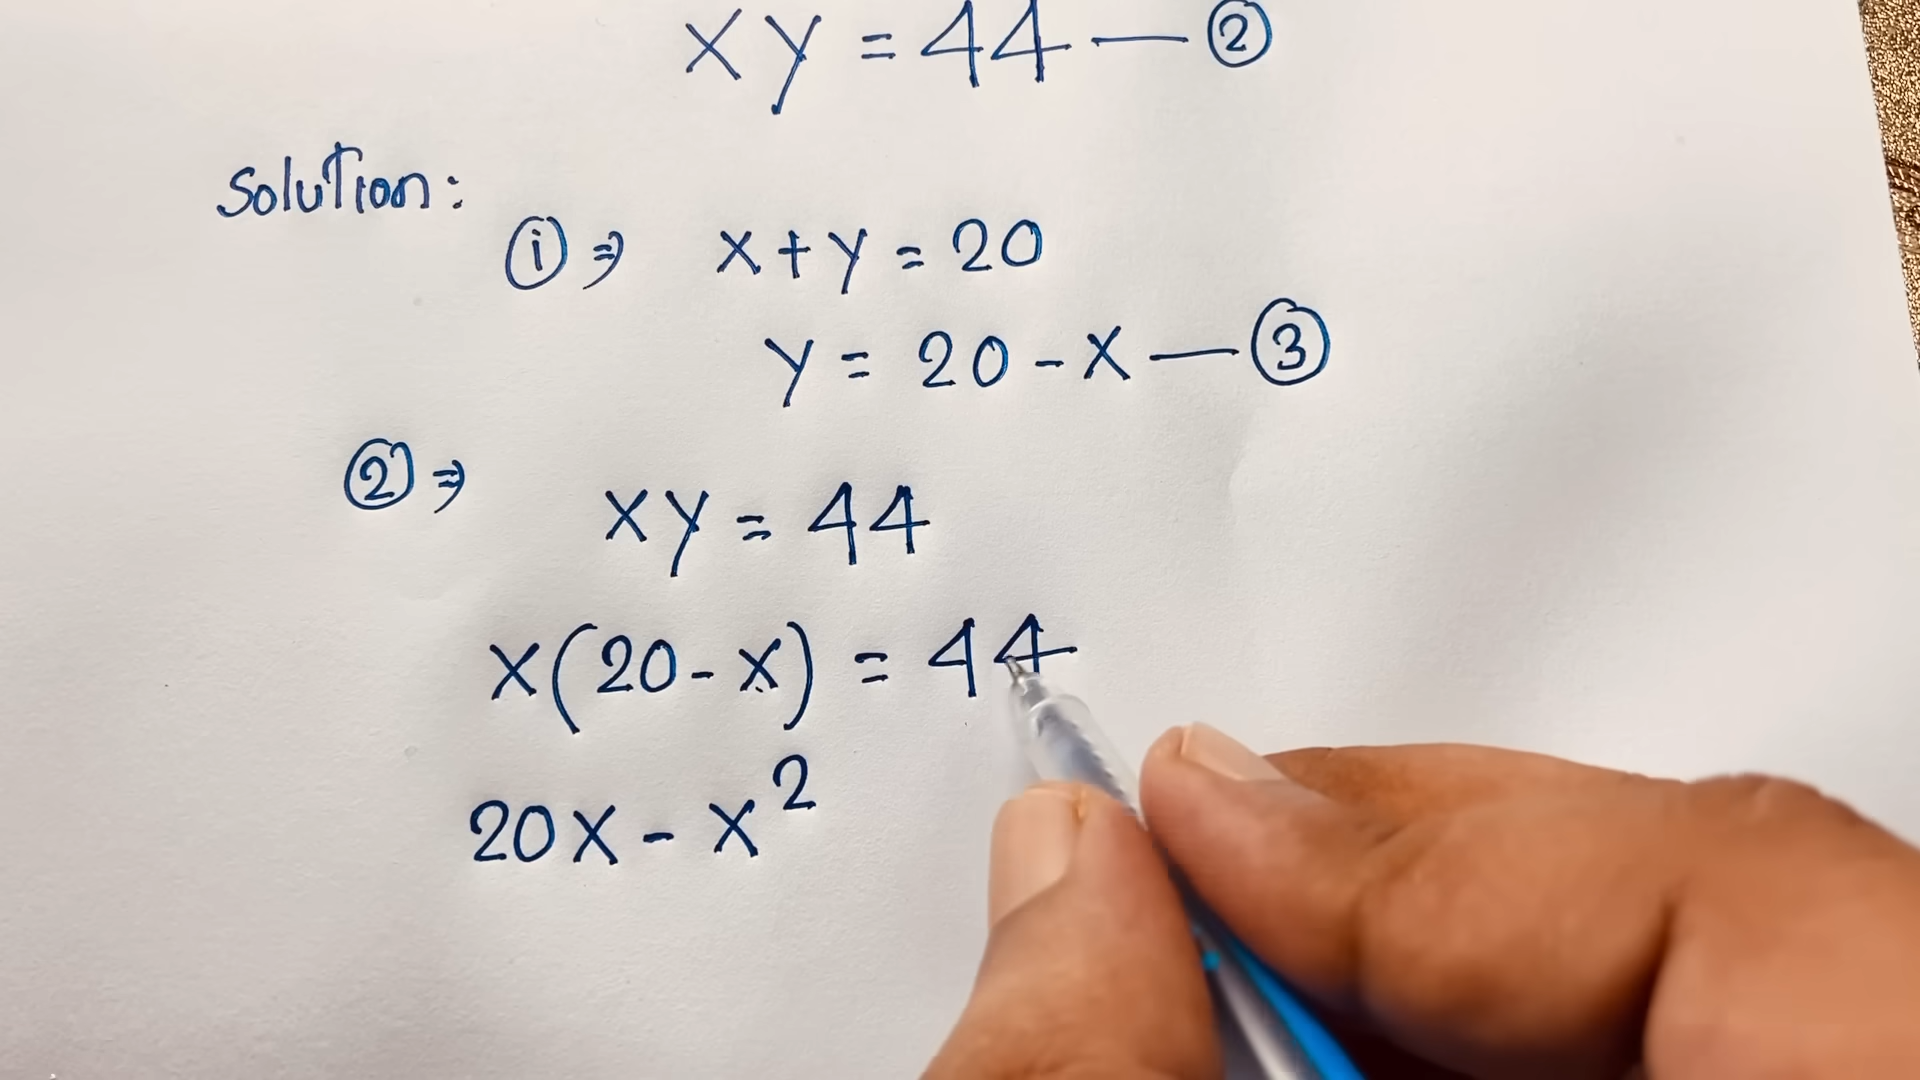 xy = 44 — ②
Solution:
① ⇒ x + y = 20
y = 20 - x — ③
② ⇒ xy = 44
x(20 - x) = 44
20x - x²